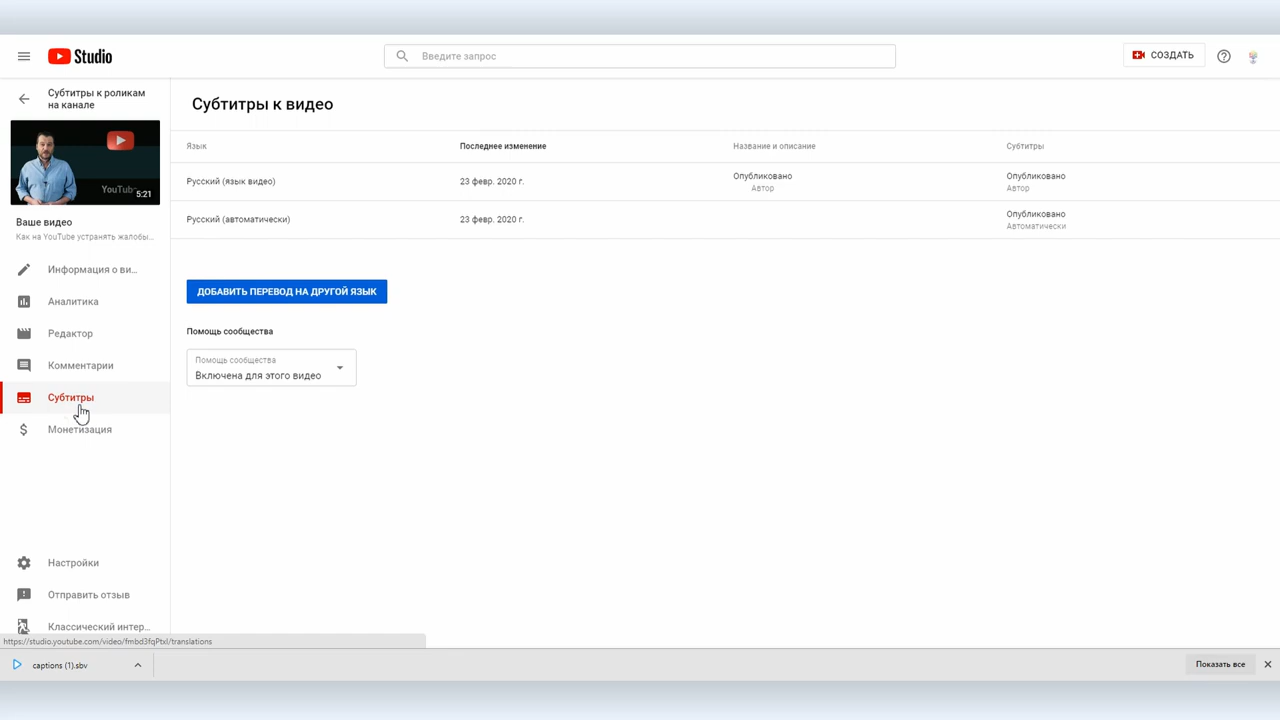 Studio
Введите запрос
СОЗДАТЬ
Субтитры к роликам
на канале
YouTub
5:21
Ваше видео
Как на YouTube устранять жалобы...
Информация о ви...
Аналитика
Редактор
Комментарии
Субтитры
Монетизация
Настройки
Отправить отзыв
Классический интер...
Субтитры к видео
Язык Последнее изменение Название и описание Субтитры
Русский (язык видео) 23 февр. 2020 г. Опубликовано Опубликовано
Автор Автор
Русский (автоматически) 23 февр. 2020 г. Опубликовано
Автоматически
ДОБАВИТЬ ПЕРЕВОД НА ДРУГОЙ ЯЗЫК
Помощь сообщества
Помощь сообщества
Включена для этого видео
https://studio.youtube.com/video/fmbd3fqPtxI/translations
captions (1).sbv
Показать все